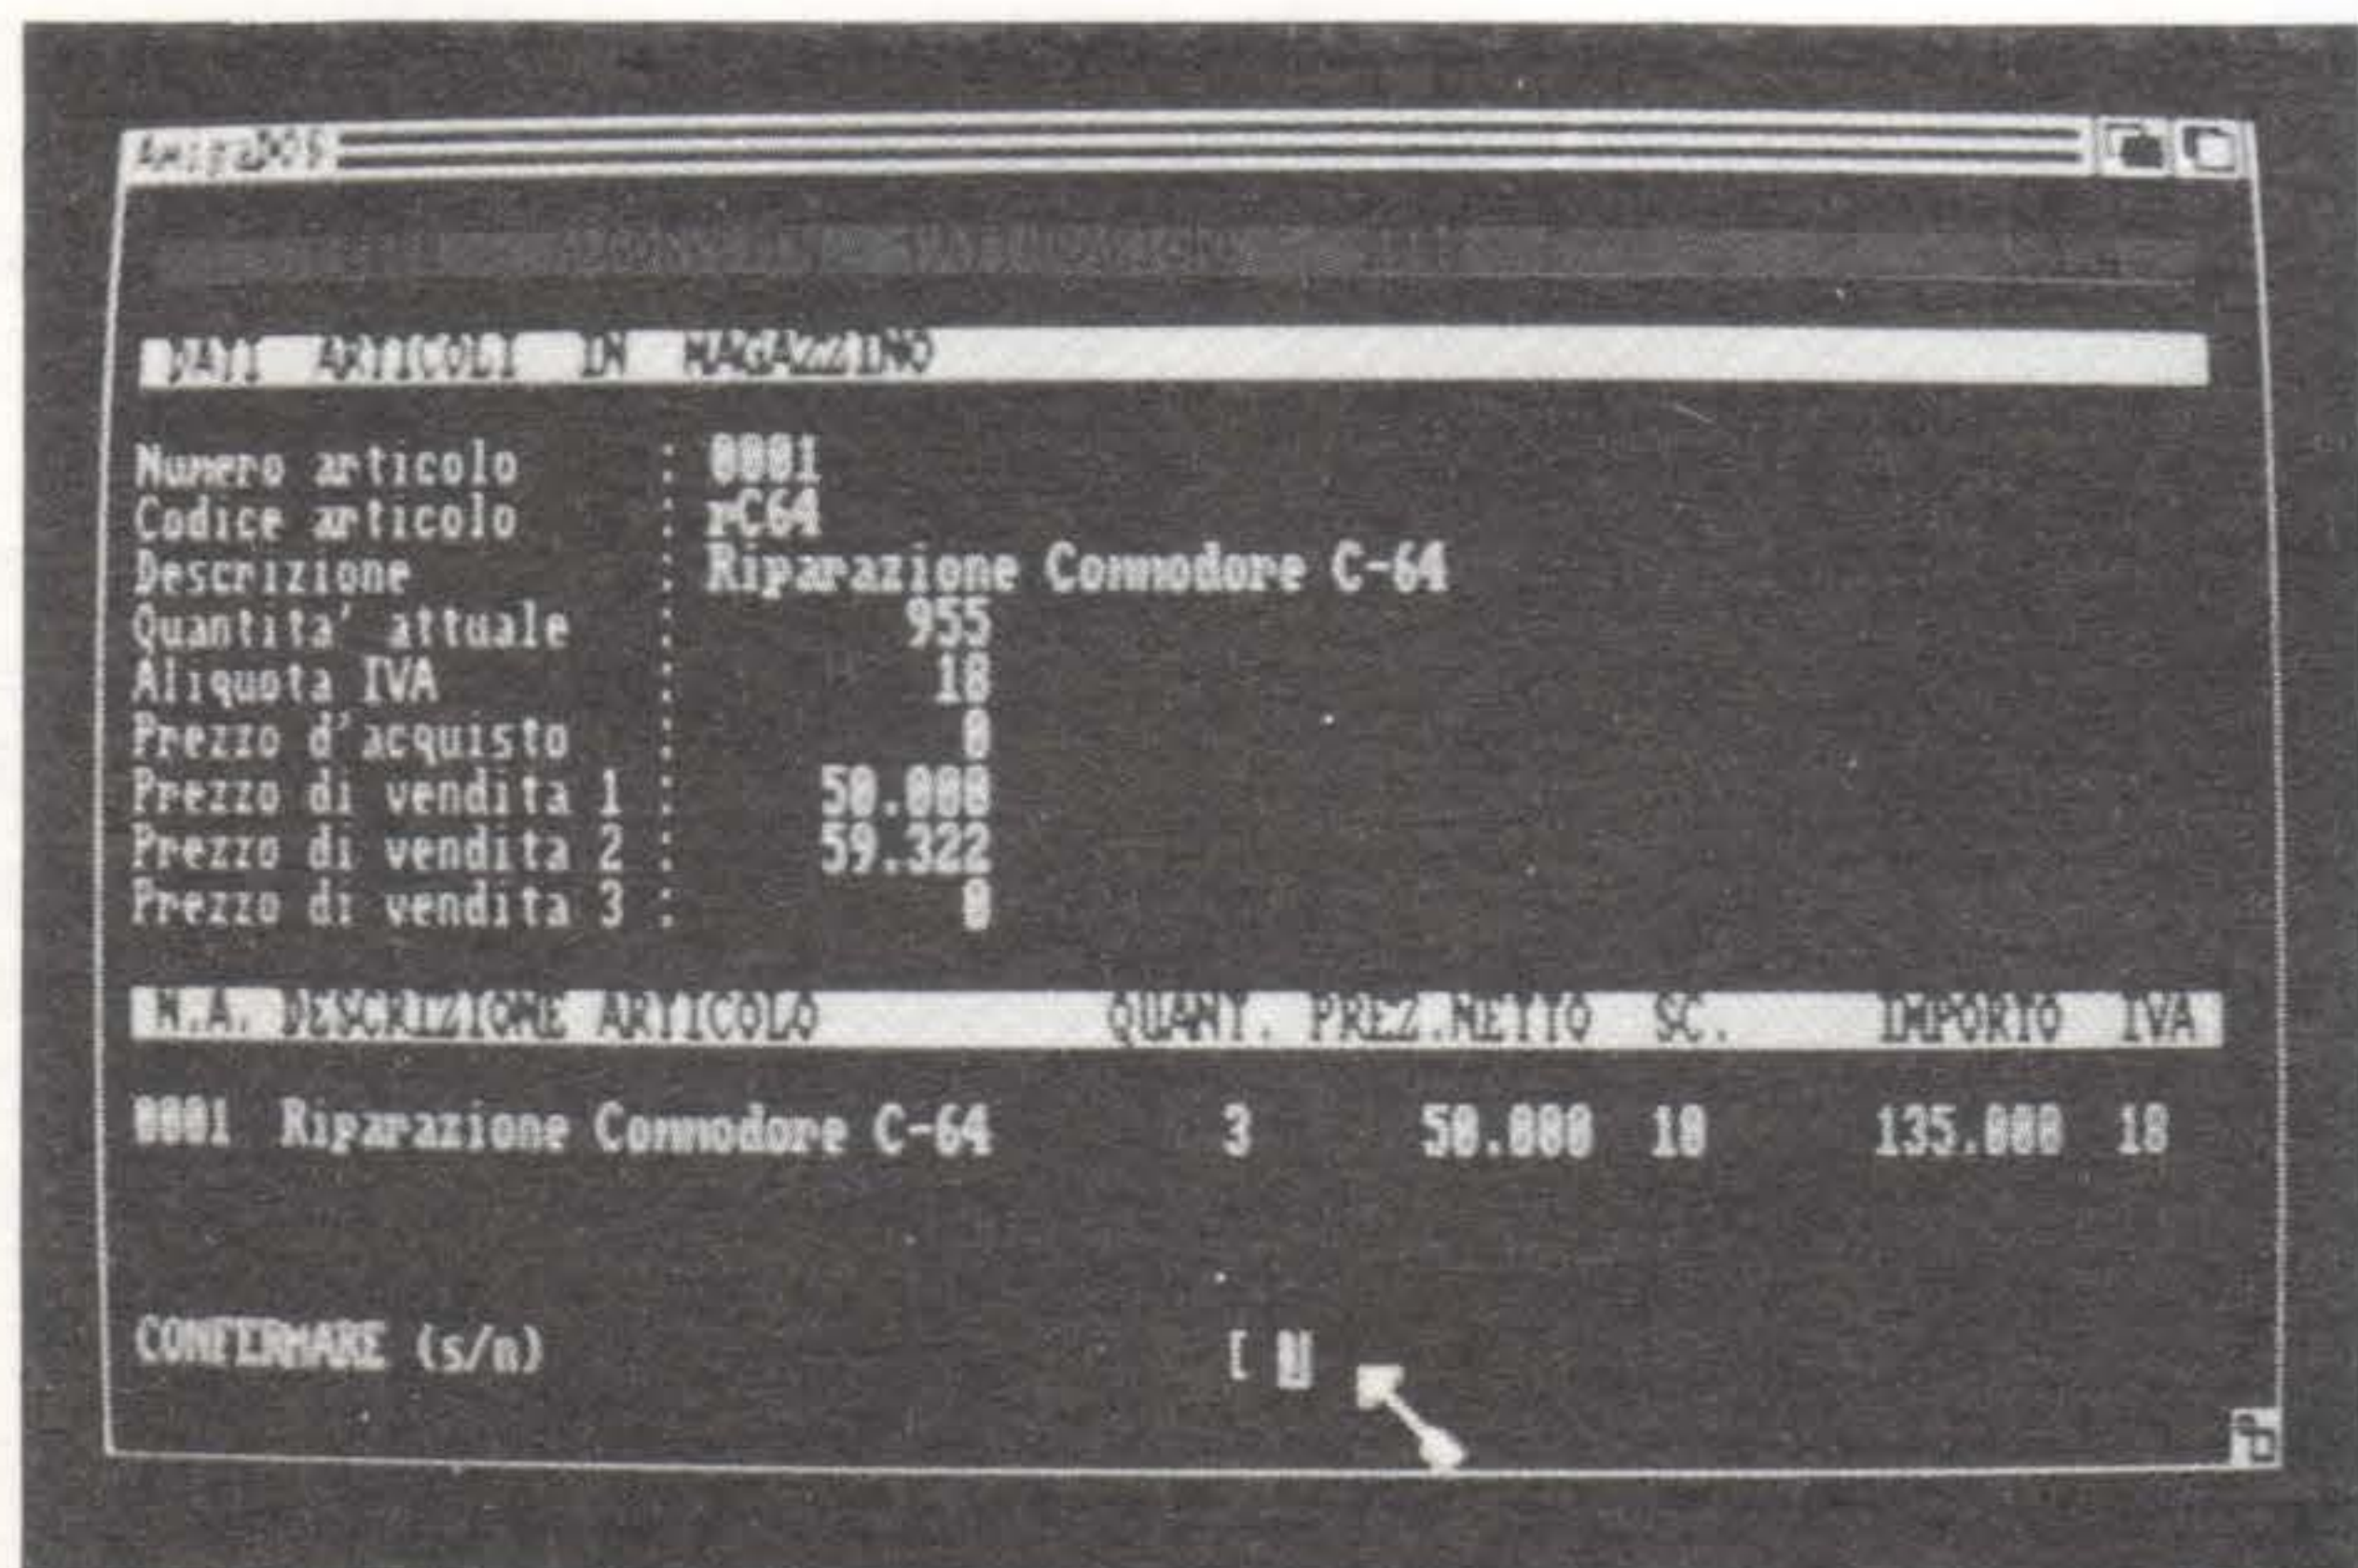 AmigaDOS
DATI ARTICOLI IN MAGAZZINO
Numero articolo : 0001
Codice articolo : rC64
Descrizione : Riparazione Commodore C-64
Quantita' attuale : 955
Aliquota IVA : 18
Prezzo d'acquisto : 0
Prezzo di vendita 1 : 50.000
Prezzo di vendita 2 : 59.322
Prezzo di vendita 3 : 0
N.A. DESCRIZIONE ARTICOLO QUANT. PREZ.NETTO SC. IMPORTO IVA
0001 Riparazione Commodore C-64 3 50.000 10 135.000 18
CONFERMARE (s/n) [